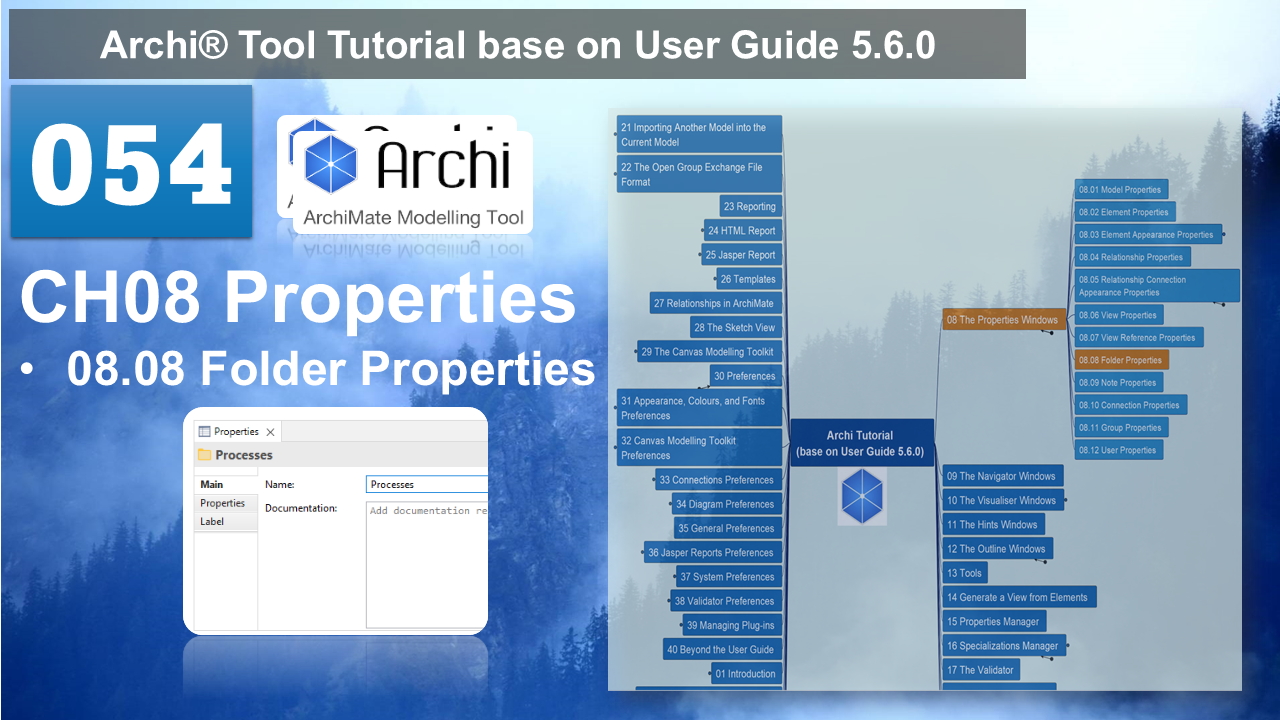 Archi® Tool Tutorial base on User Guide 5.6.0
054
Archi
ArchiMate Modelling Tool
CH08 Properties
• 08.08 Folder Properties
Properties
Processes
Main
Properties
Label
Name:
Processes
Documentation:
Add documentation re
21 Importing Another Model into the
Current Model
22 The Open Group Exchange File
Format
23 Reporting
24 HTML Report
25 Jasper Report
26 Templates
27 Relationships in ArchiMate
28 The Sketch View
29 The Canvas Modelling Toolkit
30 Preferences
31 Appearance, Colours, and Fonts
Preferences
32 Canvas Modelling Toolkit
Preferences
33 Connections Preferences
34 Diagram Preferences
35 General Preferences
36 Jasper Reports Preferences
37 System Preferences
38 Validator Preferences
39 Managing Plug-ins
40 Beyond the User Guide
01 Introduction
Archi Tutorial
(base on User Guide 5.6.0)
08 The Properties Windows
08.01 Model Properties
08.02 Element Properties
08.03 Element Appearance Properties
08.04 Relationship Properties
08.05 Relationship Connection
Appearance Properties
08.06 View Properties
08.07 View Reference Properties
08.08 Folder Properties
08.09 Note Properties
08.10 Connection Properties
08.11 Group Properties
08.12 User Properties
09 The Navigator Windows
10 The Visualiser Windows
11 The Hints Windows
12 The Outline Windows
13 Tools
14 Generate a View from Elements
15 Properties Manager
16 Specializations Manager
17 The Validator